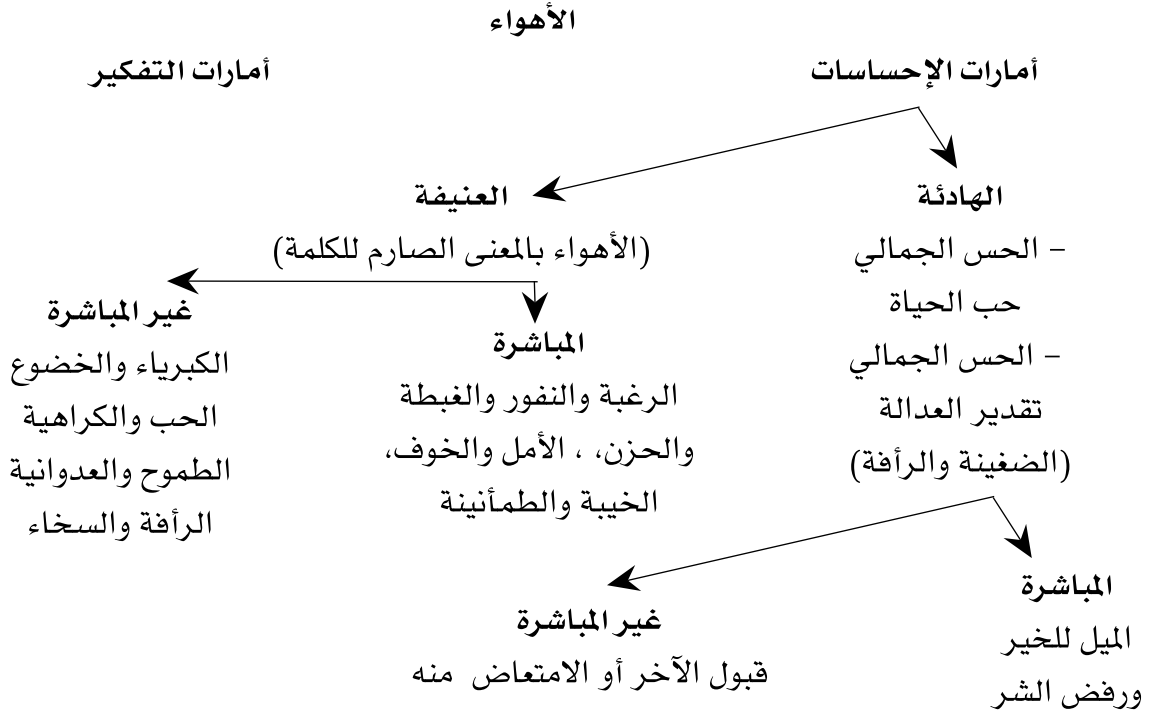 الأهواء
أمارات الإحساسات
أمارات التفكير
الهادئة
– الحس الجمالي
حب الحياة
– الحس الجمالي
تقدير العدالة
(الضغينة والرأفة)
العنيفة
(الأهواء بالمعنى الصارم للكلمة)
المباشرة
الرغبة والنفور والغبطة
والحزن، ، الأمل والخوف،
الخيبة والطمأنينة
غير المباشرة
الكبرياء والخضوع
الحب والكراهية
الطموح والعدوانية
الرأفة والسخاء
المباشرة
الميل للخير
ورفض الشر
غير المباشرة
قبول الآخر أو الامتعاض منه